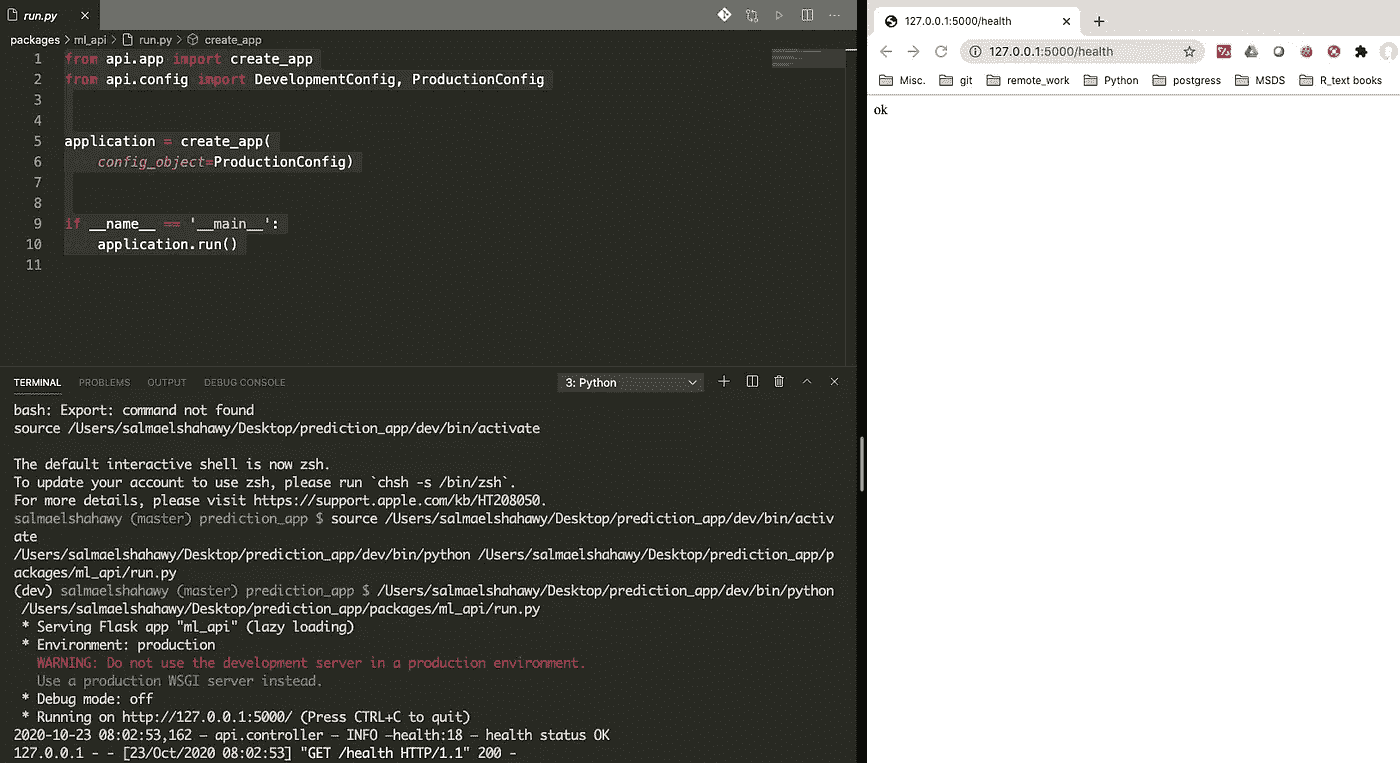 run.py
packages > ml_api > run.py > create_app
1 from api.app import create_app
2 from api.config import DevelopmentConfig, ProductionConfig
3
4
5 application = create_app(
6     config_object=ProductionConfig)
7
8
9 if __name__ == '__main__':
10     application.run()
11
TERMINAL PROBLEMS OUTPUT DEBUG CONSOLE 3: Python
bash: Export: command not found
source /Users/salmaelshahawy/Desktop/prediction_app/dev/bin/activate
The default interactive shell is now zsh.
To update your account to use zsh, please run `chsh -s /bin/zsh`.
For more details, please visit https://support.apple.com/kb/HT208050.
salmaelshahawy (master) prediction_app $ source /Users/salmaelshahawy/Desktop/prediction_app/dev/bin/activ
ate
/Users/salmaelshahawy/Desktop/prediction_app/dev/bin/python /Users/salmaelshahawy/Desktop/prediction_app/p
ackages/ml_api/run.py
(dev) salmaelshahawy (master) prediction_app $ /Users/salmaelshahawy/Desktop/prediction_app/dev/bin/python
 /Users/salmaelshahawy/Desktop/prediction_app/packages/ml_api/run.py
 * Serving Flask app "ml_api" (lazy loading)
 * Environment: production
   WARNING: Do not use the development server in a production environment.
   Use a production WSGI server instead.
 * Debug mode: off
 * Running on http://127.0.0.1:5000/ (Press CTRL+C to quit)
2020-10-23 08:02:53,162 — api.controller — INFO —health:18 — health status OK
127.0.0.1 - - [23/Oct/2020 08:02:53] "GET /health HTTP/1.1" 200 -
127.0.0.1:5000/health
127.0.0.1:5000/health
Misc. git remote_work Python postgress MSDS R_text books
ok